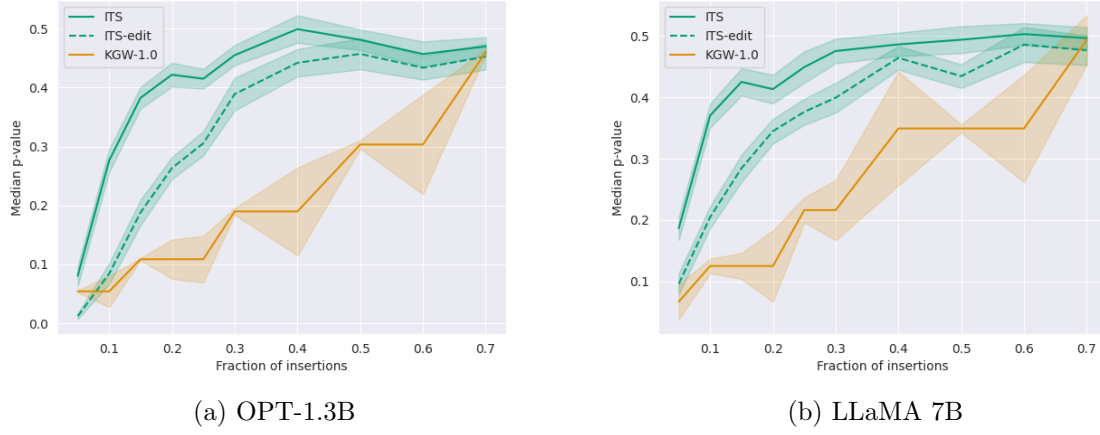 ITS
ITS-edit
KGW-1.0
0.5
0.4
0.3
0.2
0.1
0.0
Median p-value
0.1 0.2 0.3 0.4 0.5 0.6 0.7
Fraction of insertions
(a) OPT-1.3B
ITS
ITS-edit
KGW-1.0
0.5
0.4
0.3
0.2
0.1
Median p-value
0.1 0.2 0.3 0.4 0.5 0.6 0.7
Fraction of insertions
(b) LLaMA 7B